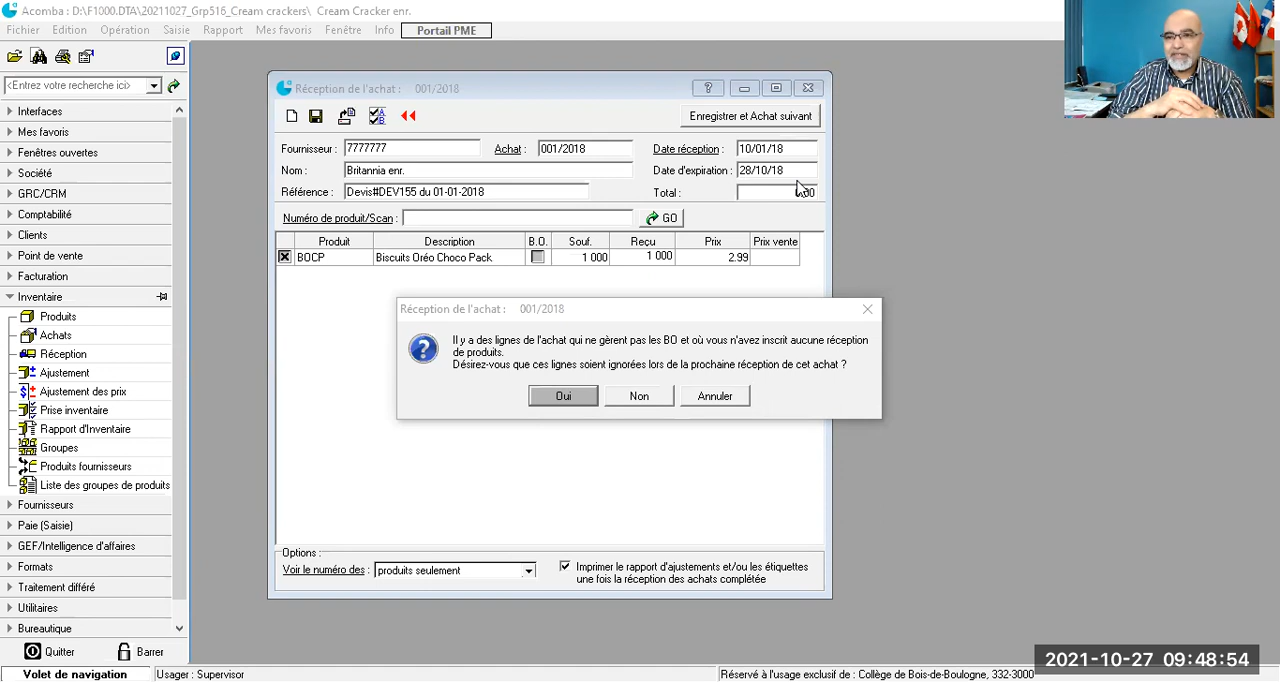 Acomba : D:\F1000.DTA\20211027_Grp516_Cream crackers\ Cream Cracker enr.
Fichier Edition Opération Saisie Rapport Mes favoris Fenêtre Info Portail PME
<Entrez votre recherche ici>
Interfaces
Mes favoris
Fenêtres ouvertes
Société
GRC/CRM
Comptabilité
Clients
Point de vente
Facturation
Inventaire
Produits
Achats
Réception
Ajustement
Ajustement des prix
Prise inventaire
Rapport d'Inventaire
Groupes
Produits fournisseurs
Liste des groupes de produits
Fournisseurs
Paie (Saisie)
GEF/Intelligence d'affaires
Formats
Traitement différé
Utilitaires
Bureautique
Quitter Barrer
Volet de navigation
Réception de l'achat : 001/2018
Enregistrer et Achat suivant
Fournisseur : 7777777 Achat : 001/2018 Date réception : 10/01/18
Nom : Britannia enr. Date d'expiration : 28/10/18
Référence : Devis#DEV155 du 01-01-2018 Total :
Numéro de produit/Scan : GO
Produit Description B.O. Souf. Reçu Prix Prix vente
BOCP Biscuits Oréo Choco Pack 1 000 1 000 2.99
Réception de l'achat : 001/2018
Il y a des lignes de l'achat qui ne gèrent pas les BO et où vous n'avez inscrit aucune réception
de produits.
Désirez-vous que ces lignes soient ignorées lors de la prochaine réception de cet achat ?
Oui Non Annuler
Options :
Voir le numéro des : produits seulement
Imprimer le rapport d'ajustements et/ou les étiquettes
une fois la réception des achats complétée
2021-10-27 09:48:54
Usager : Supervisor
Réservé à l'usage exclusif de : Collège de Bois-de-Boulogne, 332-3000